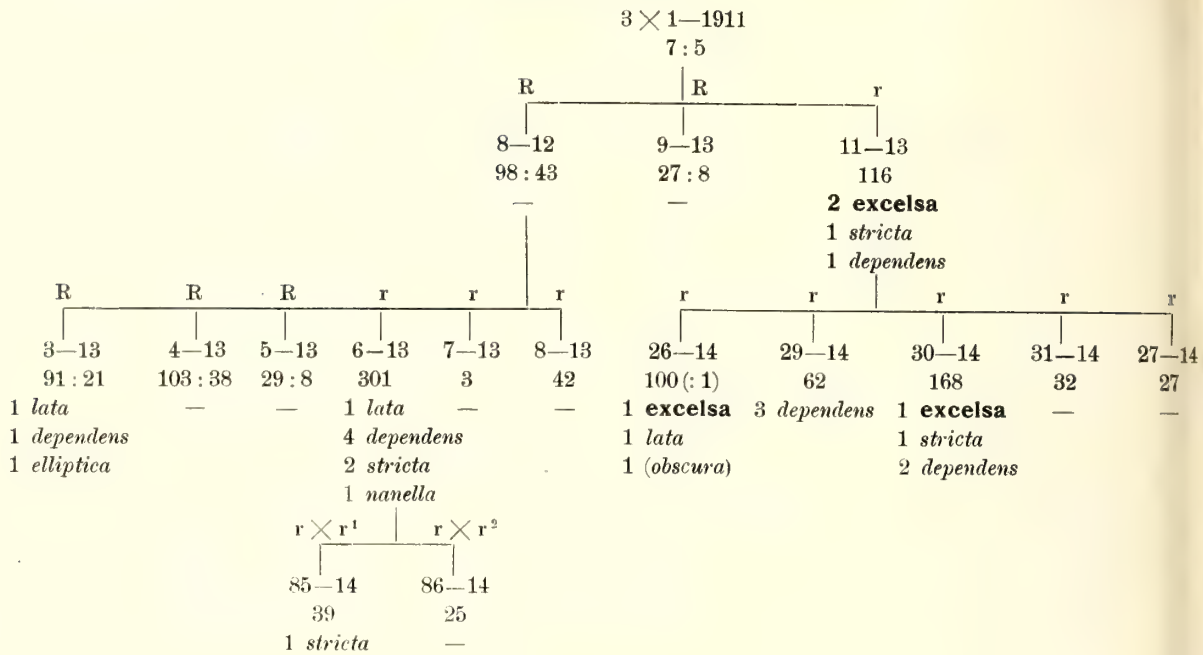 3 × 1—1911
7 : 5
R R r
8—12 9—13 11—13
98 : 43 27 : 8 116
— — 2 excelsa
1 stricta
1 dependens
R R R r r r r r r r r
3—13 4—13 5—13 6—13 7—13 8—13 26—14 29—14 30—14 31—14 27—14
91 : 21 103 : 38 29 : 8 301 3 42 100 (: 1) 62 168 32 27
1 lata — — 1 lata — — 1 excelsa 3 dependens 1 excelsa — —
1 dependens 4 dependens 1 lata 1 stricta
1 elliptica 2 stricta 1 (obscura) 2 dependens
1 nanella
r × r¹ r × r²
85—14 86—14
39 25
1 stricta —